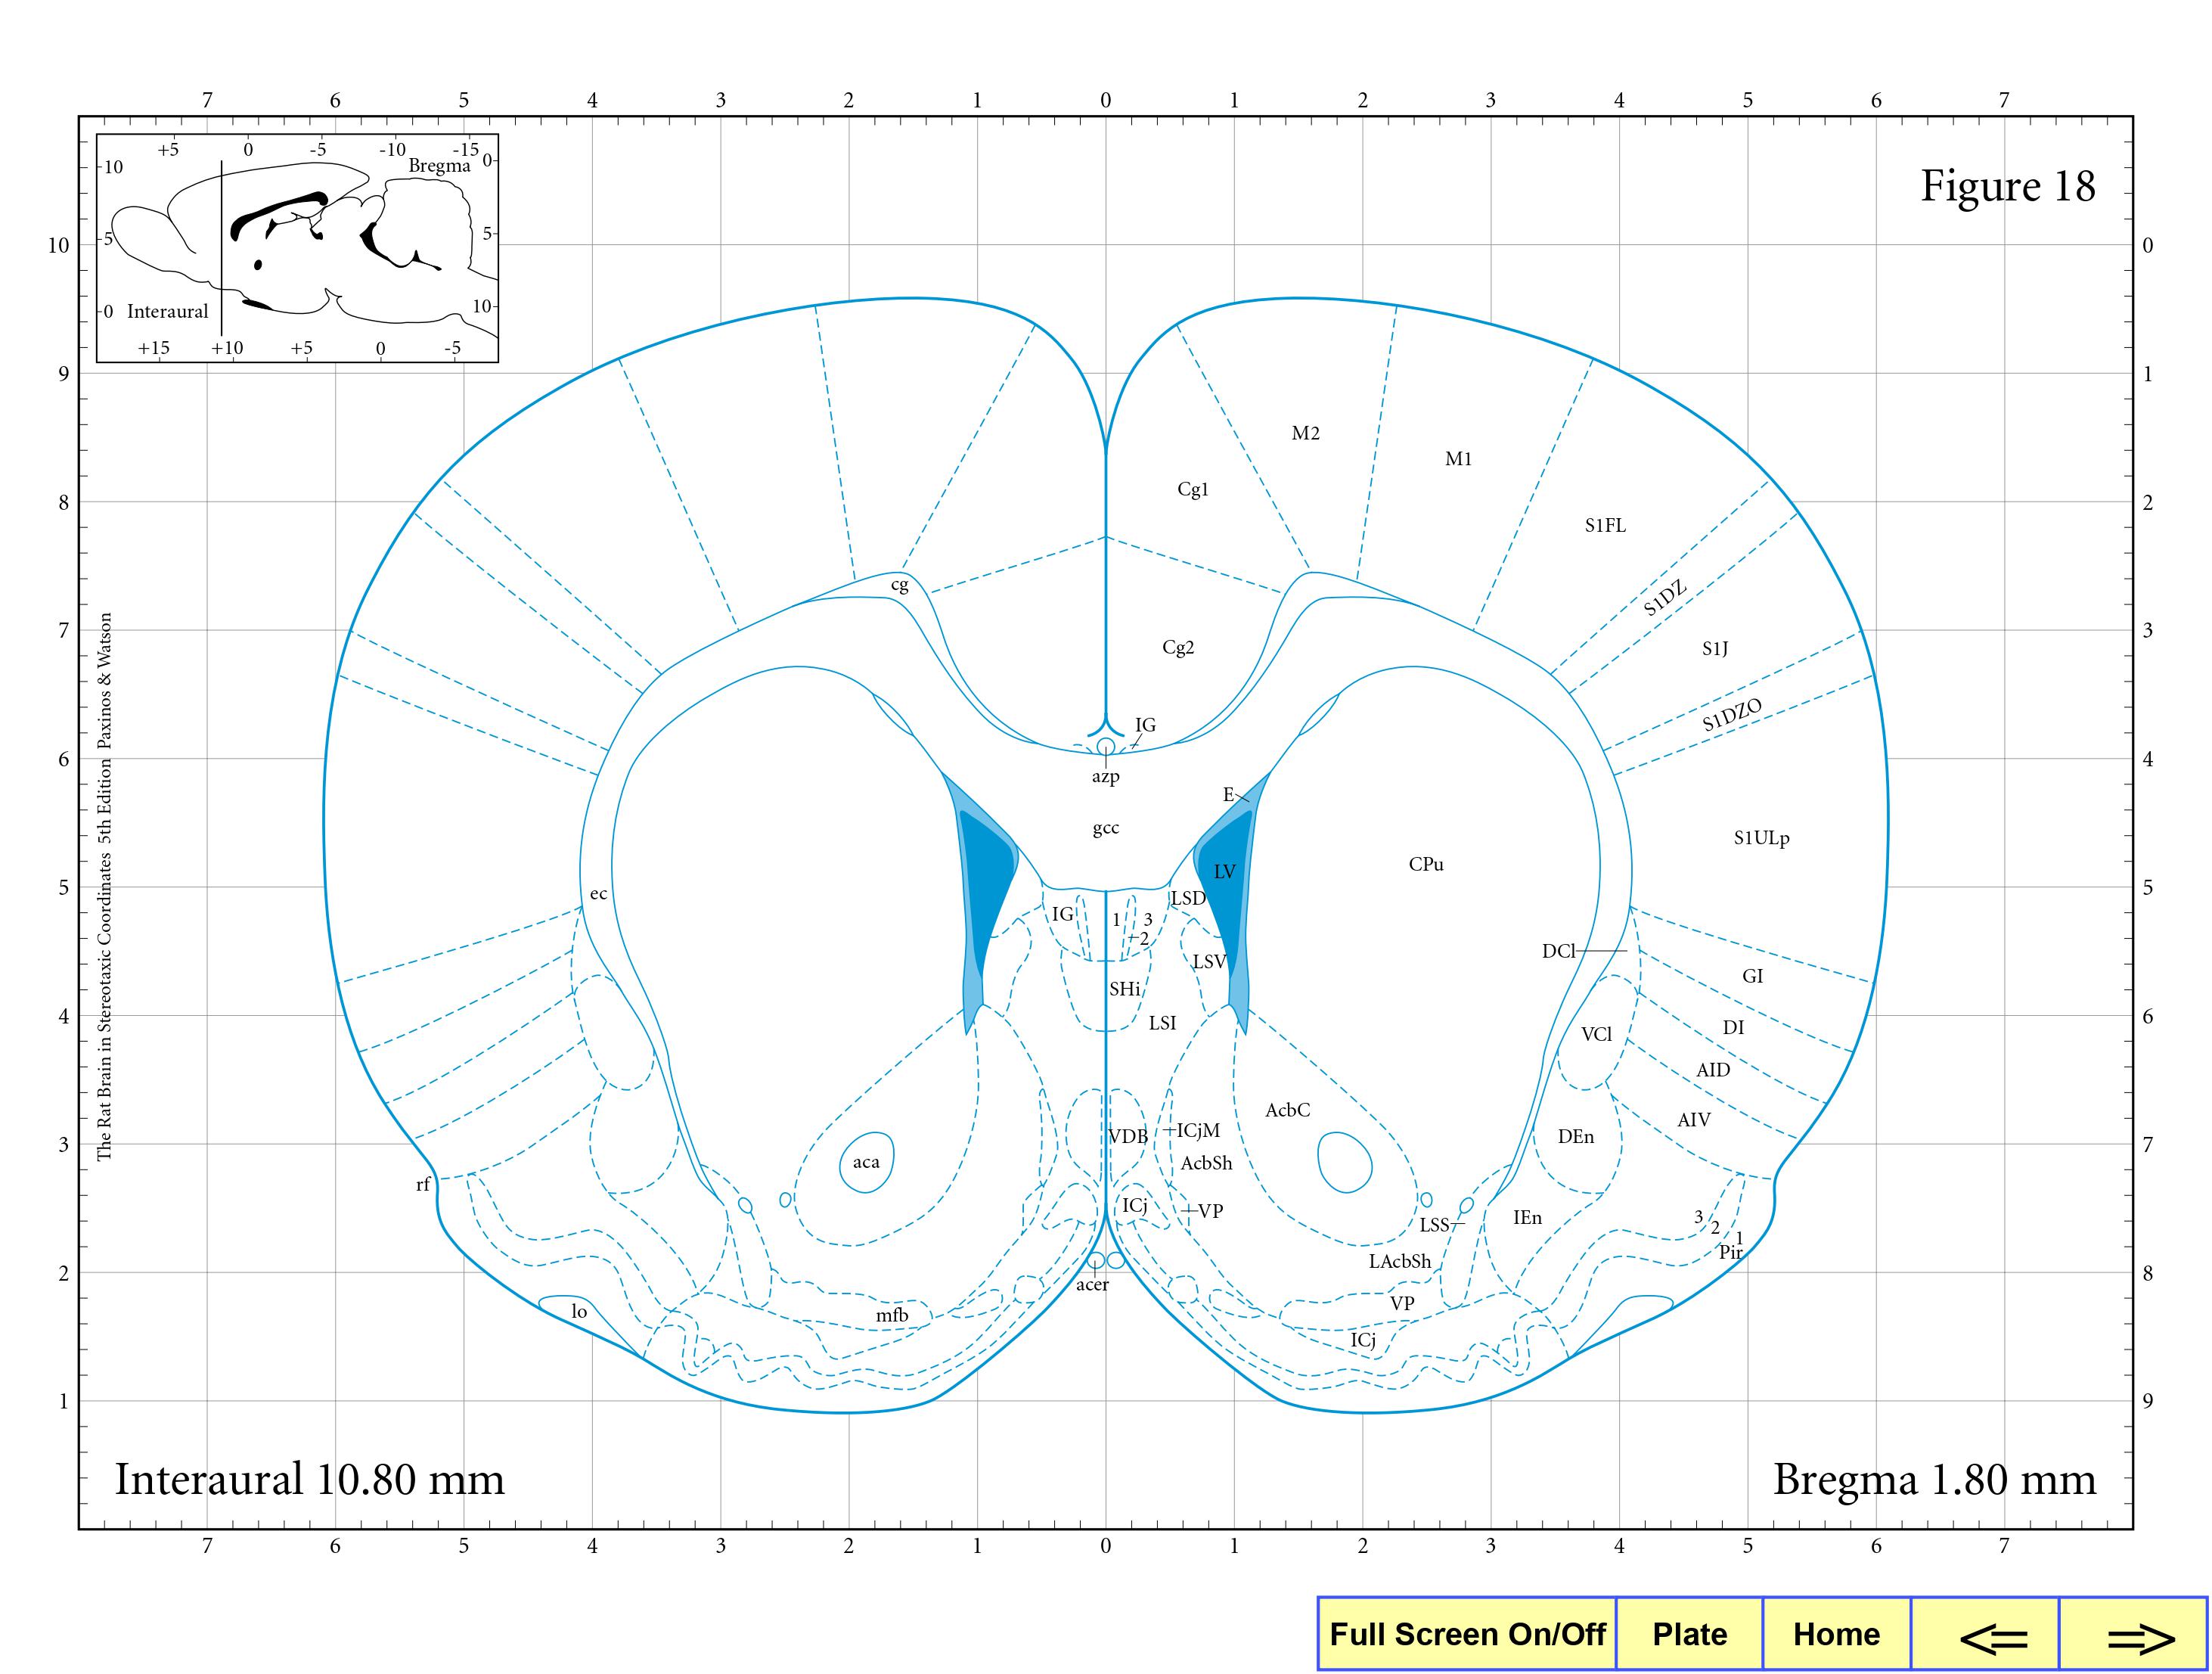 7 6 5 4 3 2 1 0 1 2 3 4 5 6 7
+5 0 -5 -10 -15
Bregma 0
10
5 5
10
0 Interaural
+15 +10 +5 0 -5
Figure 18
10 0
9 1
8 2
7 3
6 4
5 5
4 6
3 7
2 8
1 9
The Rat Brain in Stereotaxic Coordinates 5th Edition Paxinos & Watson
M2
M1
Cg1
S1FL
cg
S1DZ
Cg2
S1J
S1DZO
IG
azp
E
gcc
S1ULp
CPu
LV
ec
LSD
IG
1 3
2
DCl
LSV
GI
SHi
LSI
DI
VCl
AID
AcbC
AIV
ICjM
VDB
DEn
aca
AcbSh
rf
ICj
VP
LSS
IEn
3
2
1
Pir
LAcbSh
acer
VP
lo
mfb
ICj
Interaural 10.80 mm
Bregma 1.80 mm
7 6 5 4 3 2 1 0 1 2 3 4 5 6 7
Full Screen On/Off Plate Home <= =>